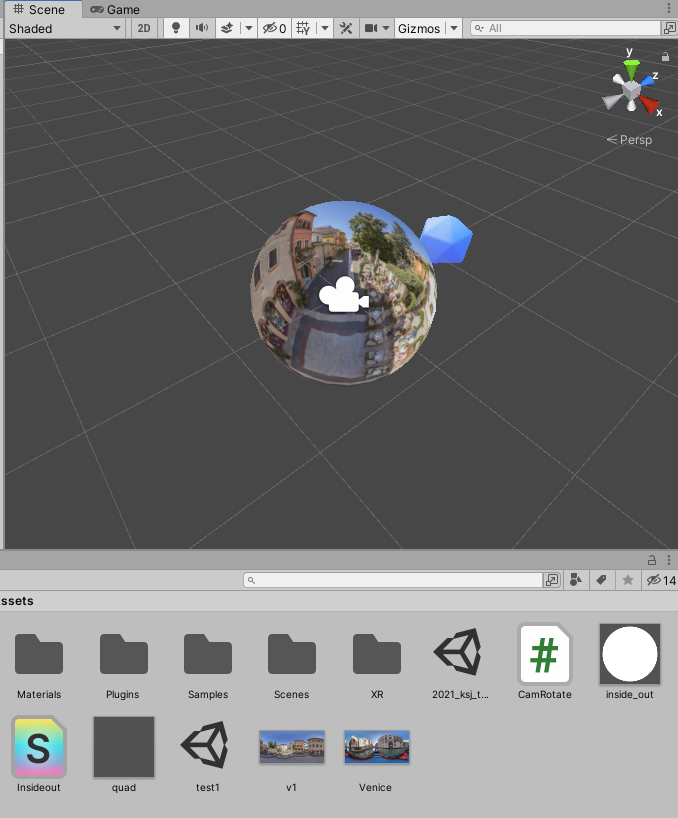 Scene
Game
Shaded
2D
0
Gizmos
All
y
z
x
Persp
14
ssets
Materials
Plugins
Samples
Scenes
XR
2021_ksj_t...
CamRotate
inside_out
#
S
Insideout
quad
test1
v1
Venice